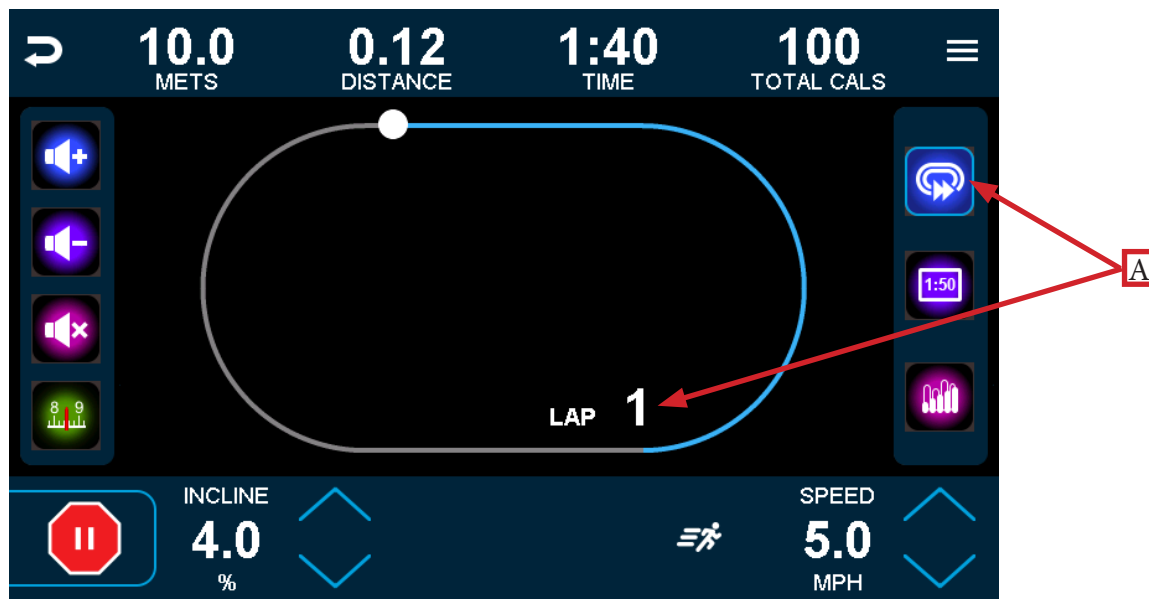 10.0 0.12 1:40 100
METS DISTANCE TIME TOTAL CALS
A
1:50
8 9
LAP 1
INCLINE SPEED
4.0 5.0
% MPH